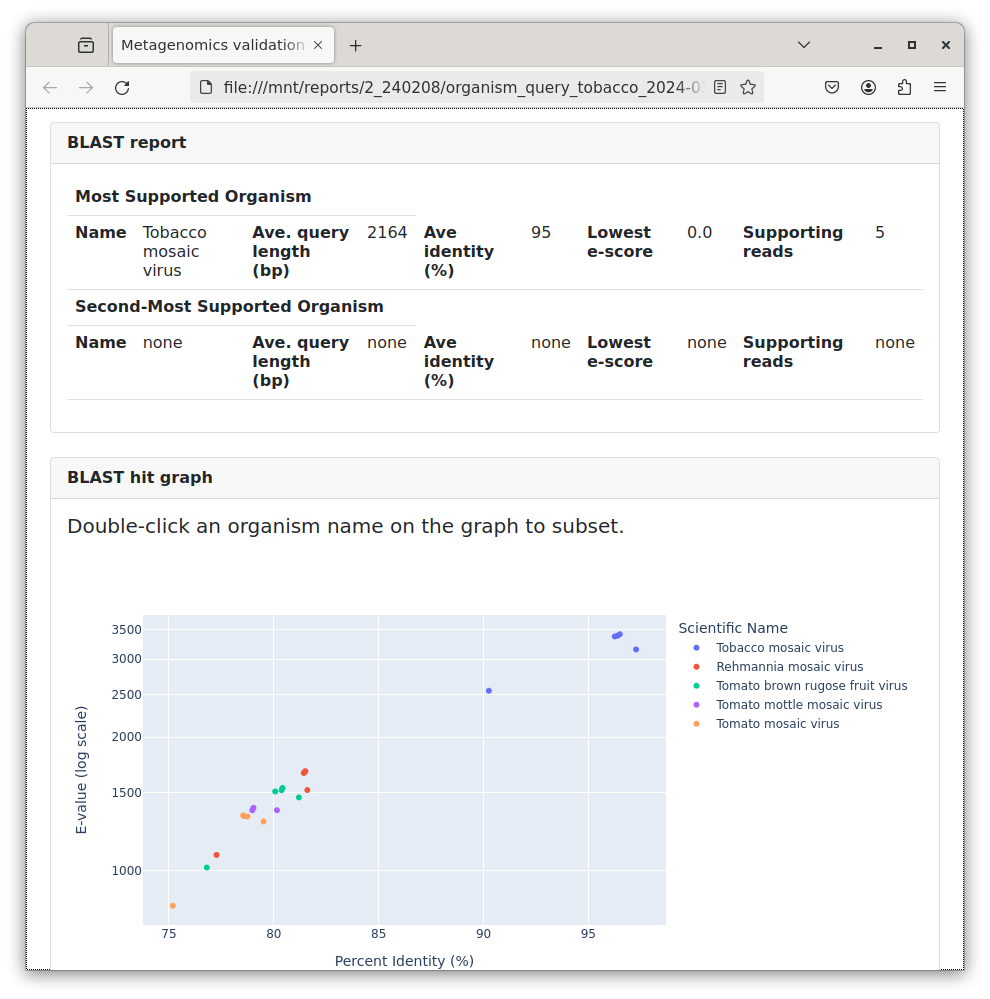 Metagenomics validation
file:///mnt/reports/2_240208/organism_query_tobacco_2024-0
BLAST report
Most Supported Organism
Name Tobacco mosaic virus Ave. query length (bp) 2164 Ave identity (%) 95 Lowest e-score 0.0 Supporting reads 5
Second-Most Supported Organism
Name none Ave. query length (bp) none Ave identity (%) none Lowest e-score none Supporting reads none
BLAST hit graph
Double-click an organism name on the graph to subset.
Scientific Name
Tobacco mosaic virus
Rehmannia mosaic virus
Tomato brown rugose fruit virus
Tomato mottle mosaic virus
Tomato mosaic virus
E-value (log scale)
3500
3000
2500
2000
1500
1000
75 80 85 90 95
Percent Identity (%)